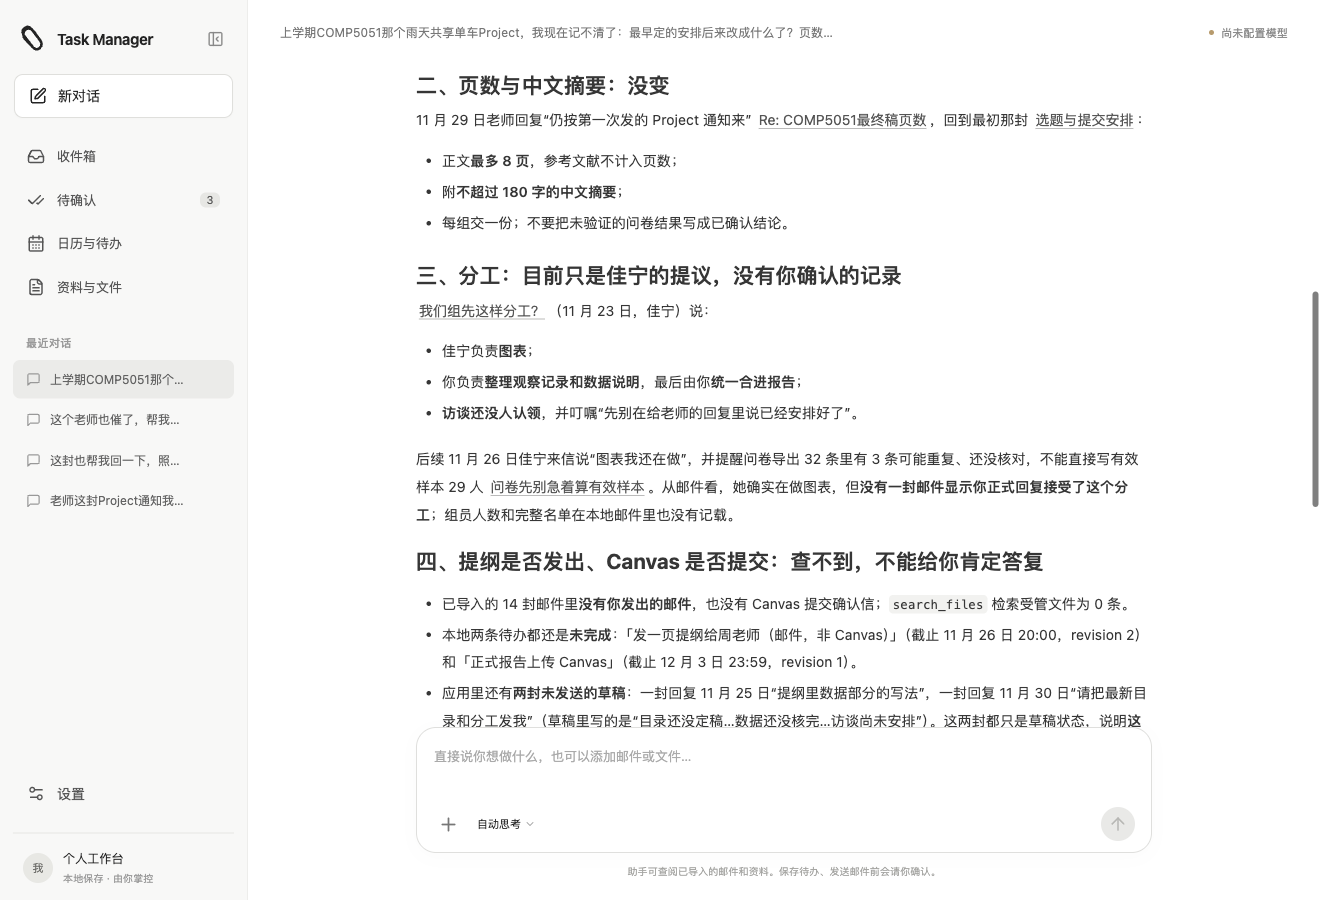 Task Manager
新对话
收件箱
待确认
3
日历与待办
资料与文件
最近对话
上学期COMP5051那个...
这个老师也催了，帮我...
这封也帮我回一下，照...
老师这封Project通知我...
设置
我
个人工作台
本地保存 · 由你掌控
上学期COMP5051那个雨天共享单车Project，我现在记不清了：最早定的安排后来改成什么了？页数...
尚未配置模型
二、页数与中文摘要：没变
11 月 29 日老师回复“仍按第一次发的 Project 通知来” Re: COMP5051最终稿页数 ，回到最初那封 选题与提交安排：
• 正文最多 8 页，参考文献不计入页数；
• 附不超过 180 字的中文摘要；
• 每组交一份；不要把未验证的问卷结果写成已确认结论。
三、分工：目前只是佳宁的提议，没有你确认的记录
我们组先这样分工？ （11 月 23 日，佳宁）说：
• 佳宁负责图表；
• 你负责整理观察记录和数据说明，最后由你统一合进报告；
• 访谈还没人认领，并叮嘱“先别在给老师的回复里说已经安排好了”。
后续 11 月 26 日佳宁来信说“图表我还在做”，并提醒问卷导出 32 条里有 3 条可能重复、还没核对，不能直接写有效
样本 29 人 问卷先别急着算有效样本 。从邮件看，她确实在做图表，但没有一封邮件显示你正式回复接受了这个分
工；组员人数和完整名单在本地邮件里也没有记载。
四、提纲是否发出、Canvas 是否提交：查不到，不能给你肯定答复
• 已导入的 14 封邮件里没有你发出的邮件，也没有 Canvas 提交确认信；search_files 检索受管文件为 0 条。
• 本地两条待办都还是未完成：「发一页提纲给周老师（邮件，非 Canvas）」（截止 11 月 26 日 20:00，revision 2）
和「正式报告上传 Canvas」（截止 12 月 3 日 23:59，revision 1）。
• 应用里还有两封未发送的草稿：一封回复 11 月 25 日“提纲里数据部分的写法”，一封回复 11 月 30 日“请把最新目
录和分工发我”（草稿里写的是“目录还没定稿...数据还没核完...访谈尚未安排”）。这两封都只是草稿状态，说明这
直接说你想做什么，也可以添加邮件或文件...
自动思考
助手可查阅已导入的邮件和资料。保存待办、发送邮件前会请你确认。